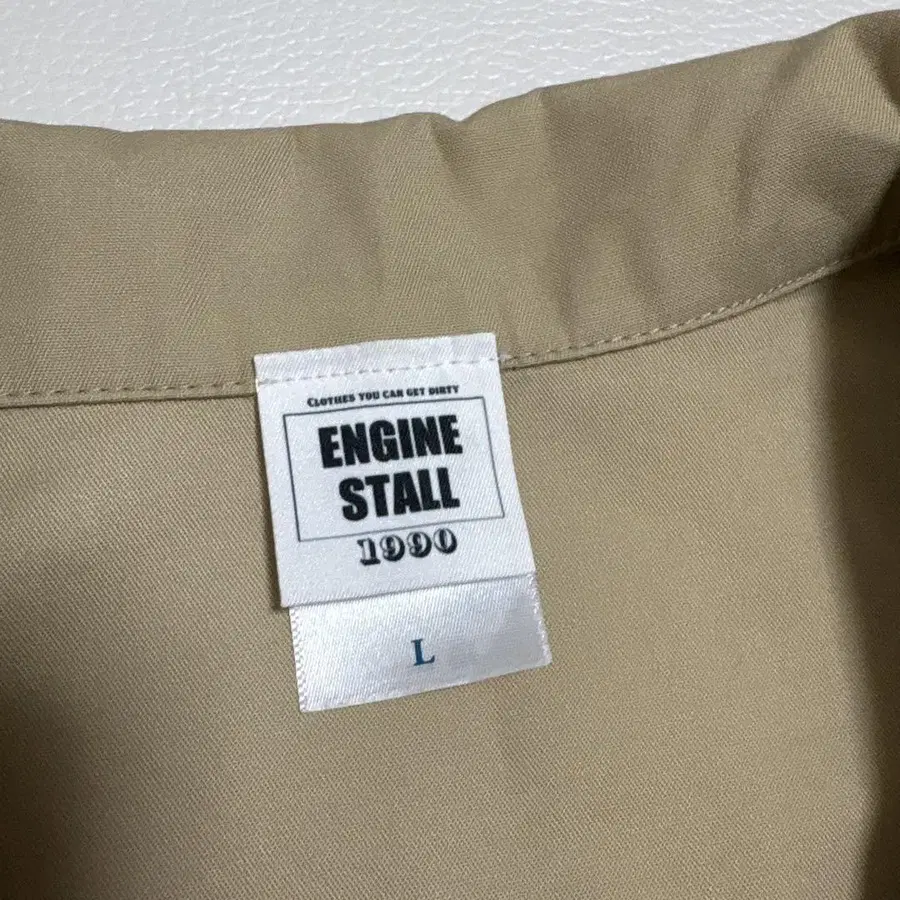 CLOTHES YOU CAN GET DIRTY
ENGINE
STALL
1990
L